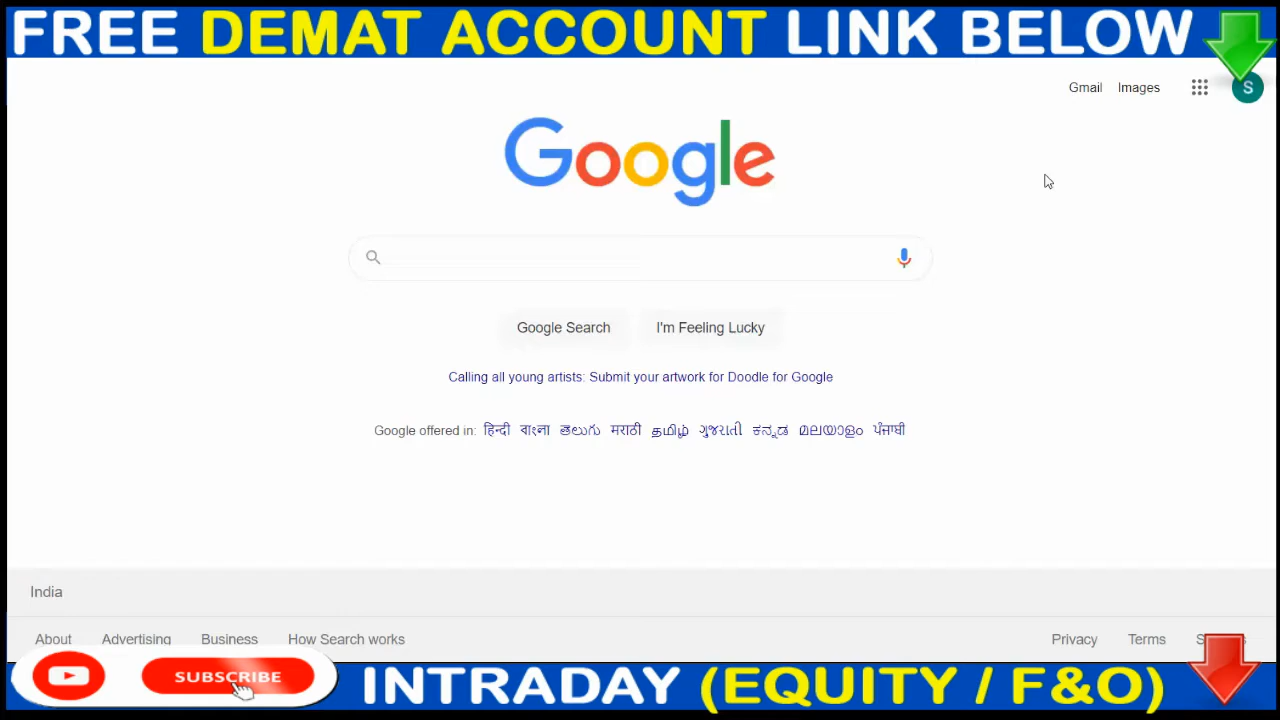 FREE DEMAT ACCOUNT LINK BELOW
Gmail Images
S
Google
Google Search I'm Feeling Lucky
Calling all young artists: Submit your artwork for Doodle for Google
Google offered in: हिन्दी বাংলা తెలుగు मराठी தமிழ் ગુજરાતી ಕನ್ನಡ മലയാളം ਪੰਜਾਬੀ
India
About Advertising Business How Search works Privacy Terms
SUBSCRIBE
INTRADAY (EQUITY / F&O)